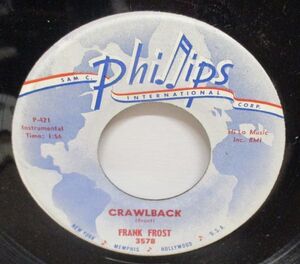 SAM C.
Phillips
INTERNATIONAL
CORP.
P-421
Instrumental
Time: 1:56
Hi Lo Music
Inc. BMI
CRAWLBACK
(Frost)
FRANK FROST
3578
NEW YORK • MEMPHIS • HOLLYWOOD • U.S.A.